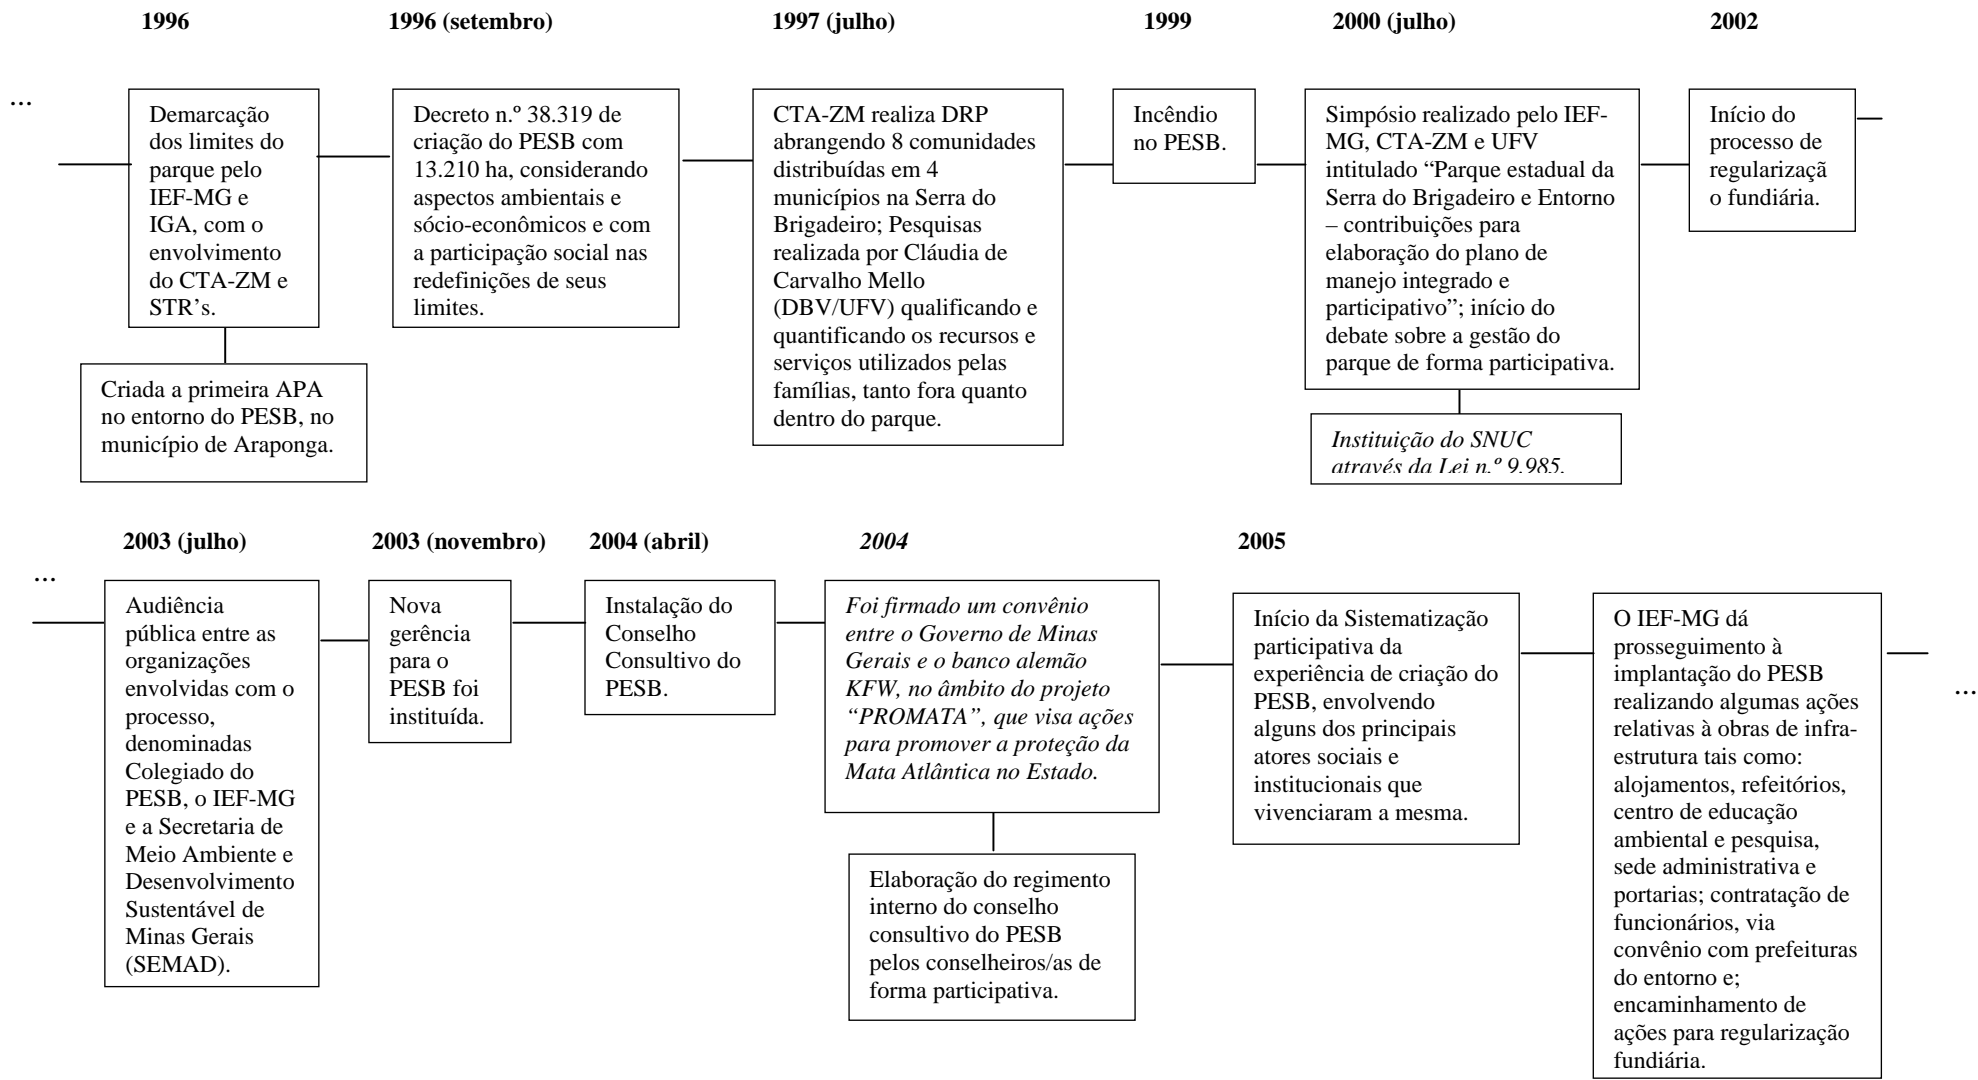 1996
1996 (setembro)
1997 (julho)
1999
2000 (julho)
2002
...
Demarcação
dos limites do
parque pelo
IEF-MG e
IGA, com o
envolvimento
do CTA-ZM e
STR’s.
Criada a primeira APA
no entorno do PESB, no
município de Araponga.
Decreto n.º 38.319 de
criação do PESB com
13.210 ha, considerando
aspectos ambientais e
sócio-econômicos e com
a participação social nas
redefinições de seus
limites.
CTA-ZM realiza DRP
abrangendo 8 comunidades
distribuídas em 4
municípios na Serra do
Brigadeiro; Pesquisas
realizada por Cláudia de
Carvalho Mello
(DBV/UFV) qualificando e
quantificando os recursos e
serviços utilizados pelas
famílias, tanto fora quanto
dentro do parque.
Incêndio
no PESB.
Simpósio realizado pelo IEF-
MG, CTA-ZM e UFV
intitulado “Parque estadual da
Serra do Brigadeiro e Entorno
– contribuições para
elaboração do plano de
manejo integrado e
participativo”; início do
debate sobre a gestão do
parque de forma participativa.
Instituição do SNUC
através da Lei n.º 9.985.
Início do
processo de
regularizaçã
o fundiária.
2003 (julho)
2003 (novembro)
2004 (abril)
2004
2005
...
Audiência
pública entre as
organizações
envolvidas com o
processo,
denominadas
Colegiado do
PESB, o IEF-MG
e a Secretaria de
Meio Ambiente e
Desenvolvimento
Sustentável de
Minas Gerais
(SEMAD).
Nova
gerência
para o
PESB foi
instituída.
Instalação do
Conselho
Consultivo do
PESB.
Foi firmado um convênio
entre o Governo de Minas
Gerais e o banco alemão
KFW, no âmbito do projeto
“PROMATA”, que visa ações
para promover a proteção da
Mata Atlântica no Estado.
Elaboração do regimento
interno do conselho
consultivo do PESB
pelos conselheiros/as de
forma participativa.
Início da Sistematização
participativa da
experiência de criação do
PESB, envolvendo
alguns dos principais
atores sociais e
institucionais que
vivenciaram a mesma.
O IEF-MG dá
prosseguimento à
implantação do PESB
realizando algumas ações
relativas à obras de infra-
estrutura tais como:
alojamentos, refeitórios,
centro de educação
ambiental e pesquisa,
sede administrativa e
portarias; contratação de
funcionários, via
convênio com prefeituras
do entorno e;
encaminhamento de
ações para regularização
fundiária.
...